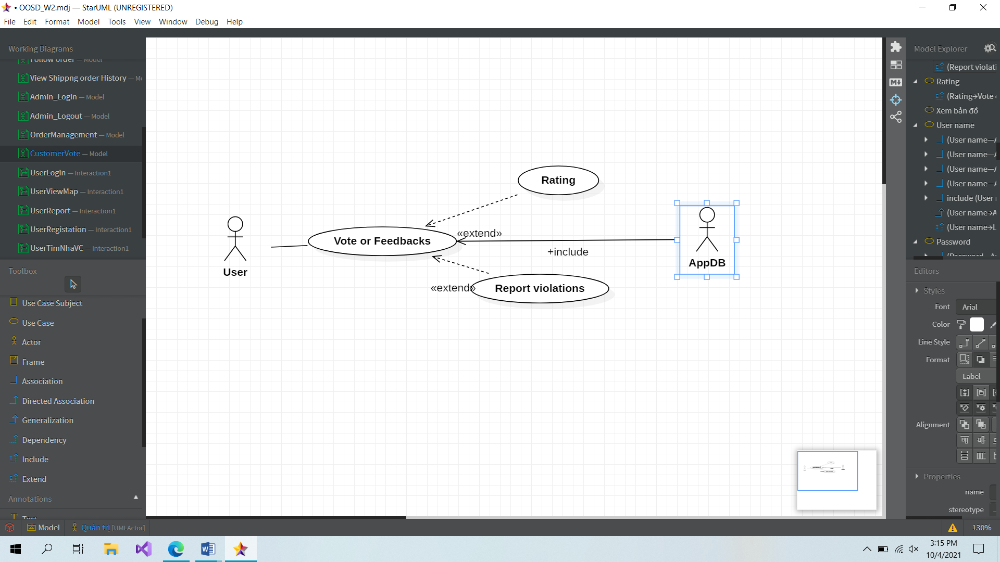 • OOSD_W2.mdj — StarUML (UNREGISTERED)
File Edit Format Model Tools View Window Debug Help
Working Diagrams
Follow order — Model
View Shippng order History — Mo
Admin_Login — Model
Admin_Logout — Model
OrderManagement — Model
CustomerVote — Model
UserLogin — Interaction1
UserViewMap — Interaction1
UserReport — Interaction1
UserRegistation — Interaction1
UserTimNhaVC — Interaction1
Toolbox
Use Case Subject
Use Case
Actor
Frame
Association
Directed Association
Generalization
Dependency
Include
Extend
Annotations
Text
Rating
Vote or Feedbacks
«extend»
+include
User
AppDB
«extend»
Report violations
Model Explorer
(Report violati
Rating
(Rating→Vote
Xem bản đồ
User name
(User name—A
(User name—A
(User name—A
(User name—A
include (User
(User name→A
(User name→L
Password
(Password—Au
Editors
Styles
Font Arial
Color
Line Style
Format
Label
Alignment
Properties
name
stereotype
Model
Quản trị [UMLActor]
130%
3:15 PM
10/4/2021